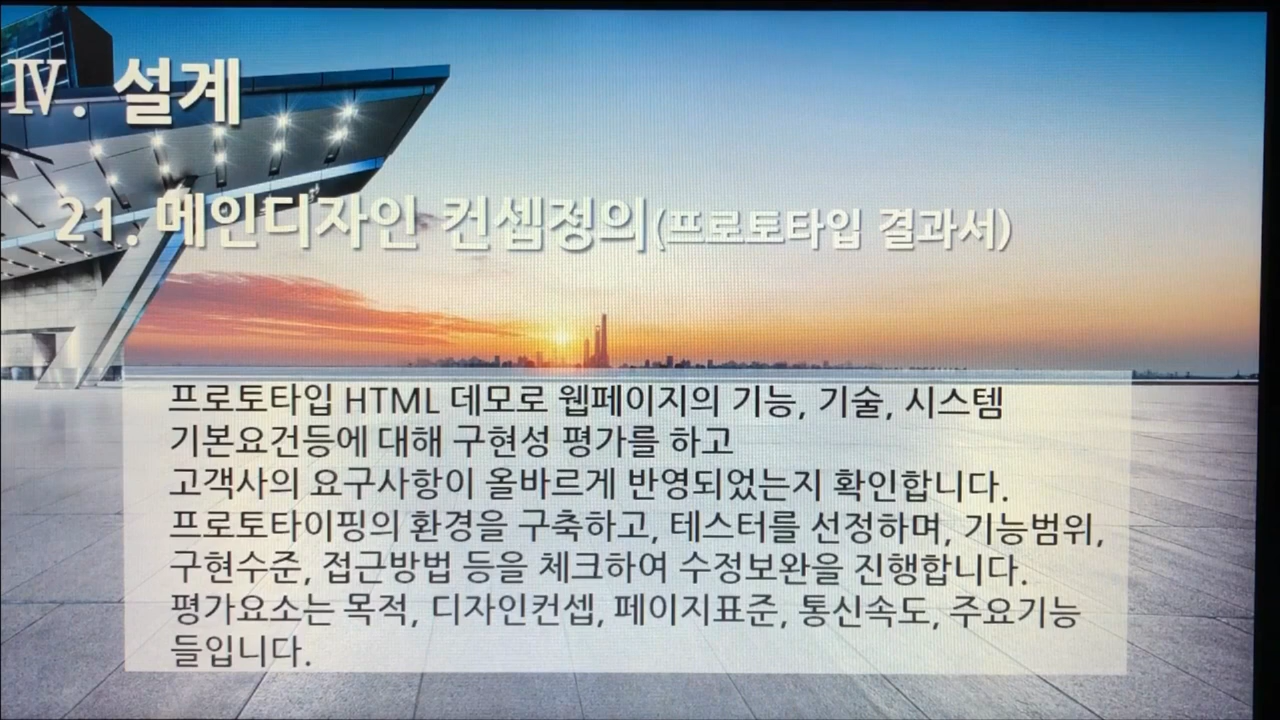 Ⅳ. 설계
21. 메인디자인 컨셉정의(프로토타입 결과서)
프로토타입 HTML 데모로 웹페이지의 기능, 기술, 시스템
기본요건등에 대해 구현성 평가를 하고
고객사의 요구사항이 올바르게 반영되었는지 확인합니다.
프로토타이핑의 환경을 구축하고, 테스터를 선정하며, 기능범위,
구현수준, 접근방법 등을 체크하여 수정보완을 진행합니다.
평가요소는 목적, 디자인컨셉, 페이지표준, 통신속도, 주요기능
들입니다.